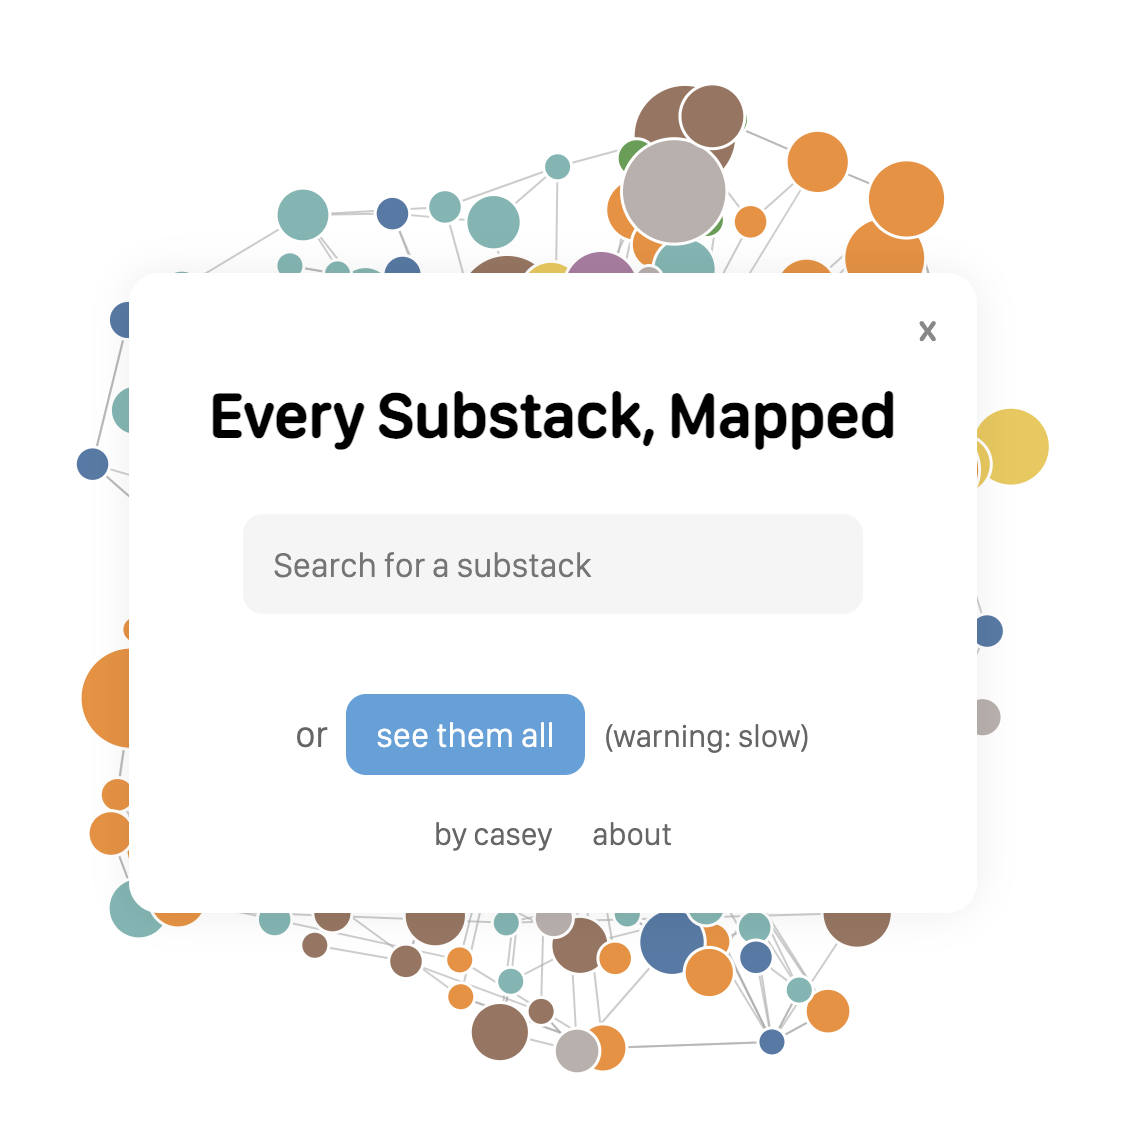 x
Every Substack, Mapped
Search for a substack
or see them all (warning: slow)
by casey about